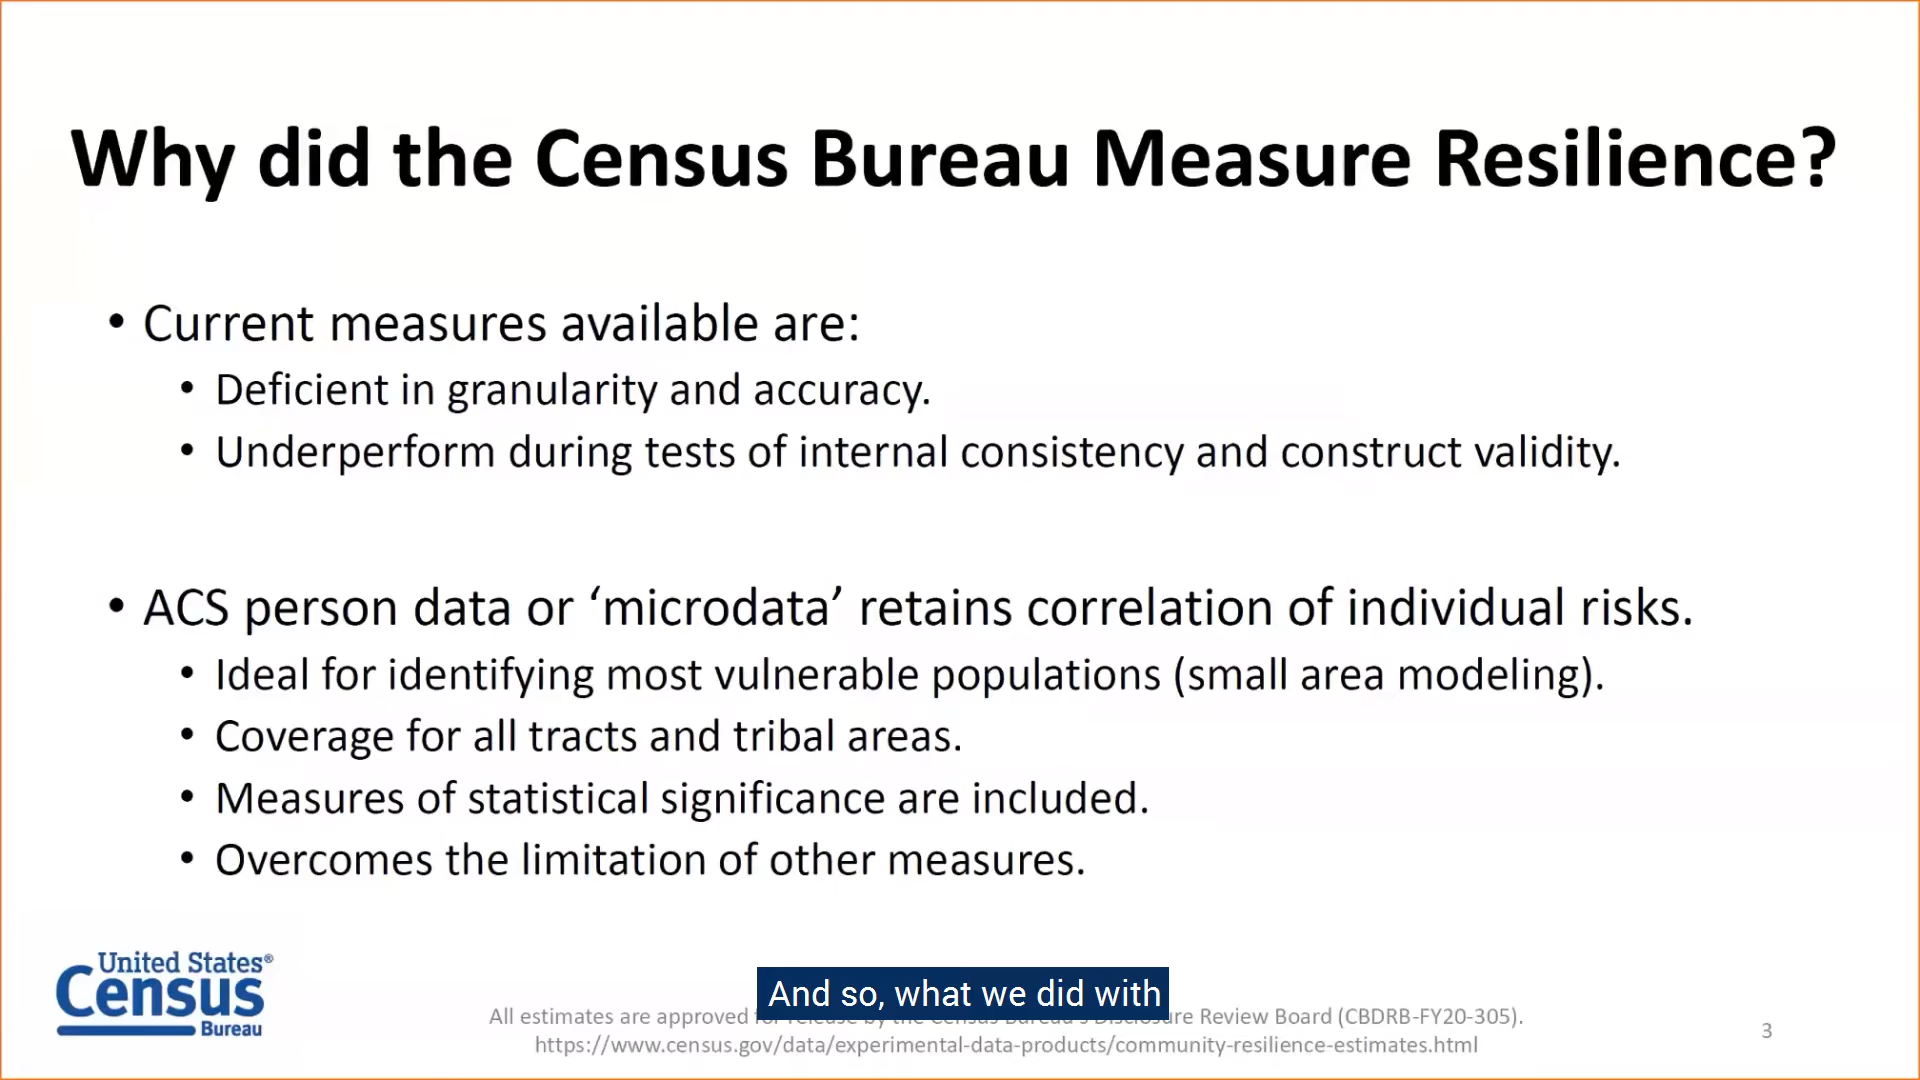 Why did the Census Bureau Measure Resilience?
• Current measures available are:
• Deficient in granularity and accuracy.
• Underperform during tests of internal consistency and construct validity.
• ACS person data or ‘microdata’ retains correlation of individual risks.
• Ideal for identifying most vulnerable populations (small area modeling).
• Coverage for all tracts and tribal areas.
• Measures of statistical significance are included.
• Overcomes the limitation of other measures.
United States®
Census
Bureau
And so, what we did with
All estimates are approved for release by the Census Bureau's Disclosure Review Board (CBDRB-FY20-305).
https://www.census.gov/data/experimental-data-products/community-resilience-estimates.html
3